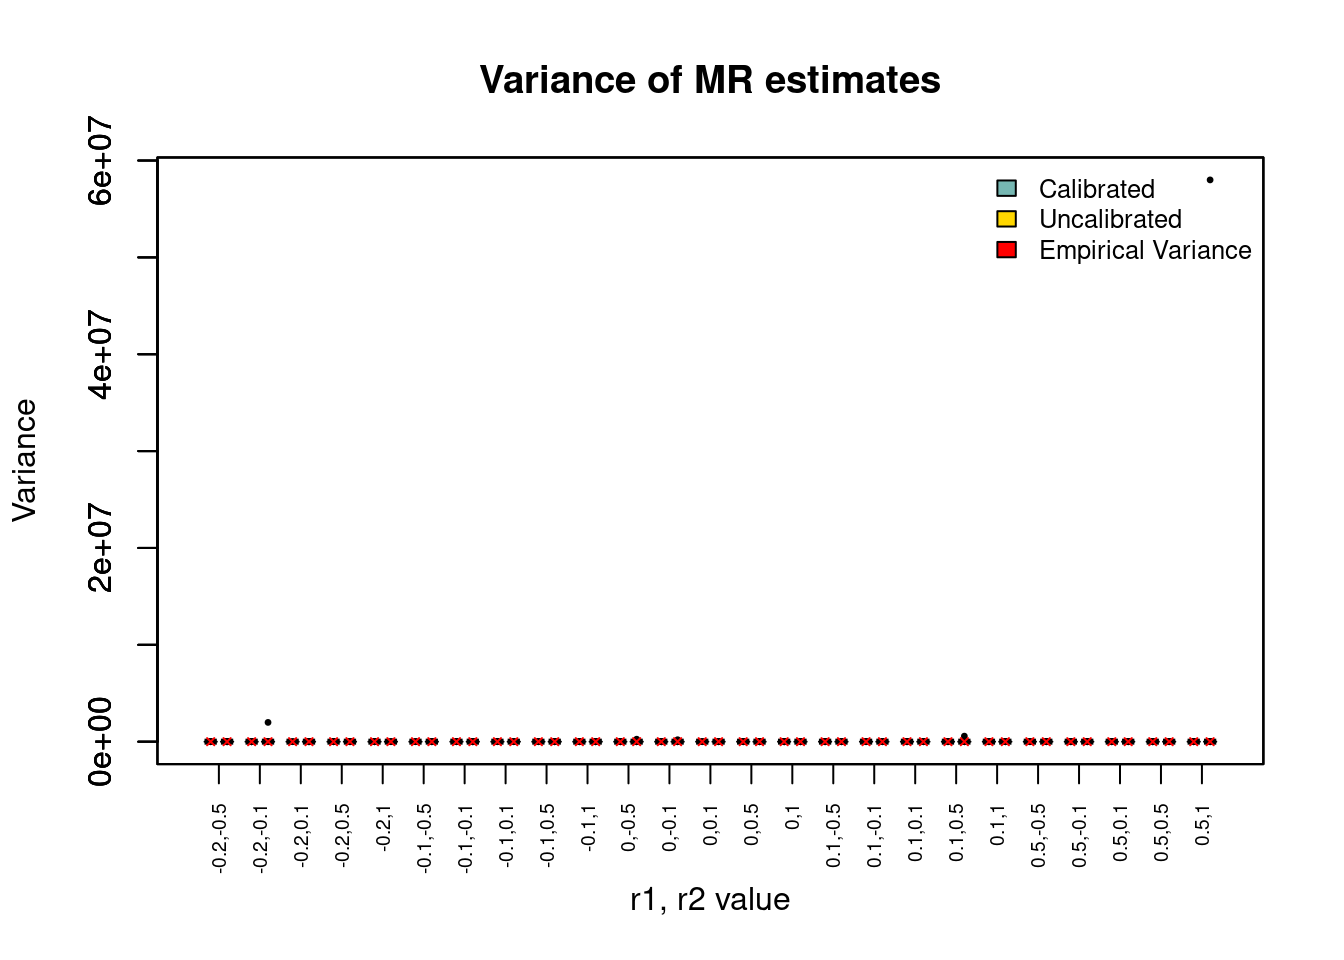 Variance of MR estimates
Variance
6e+07
4e+07
2e+07
0e+00
Calibrated
Uncalibrated
Empirical Variance
-0.2,-0.5
-0.2,-0.1
-0.2,0.1
-0.2,0.5
-0.2,1
-0.1,-0.5
-0.1,-0.1
-0.1,0.1
-0.1,0.5
-0.1,1
0,-0.5
0,-0.1
0,0.1
0,0.5
0,1
0.1,-0.5
0.1,-0.1
0.1,0.1
0.1,0.5
0.1,1
0.5,-0.5
0.5,-0.1
0.5,0.1
0.5,0.5
0.5,1
r1, r2 value